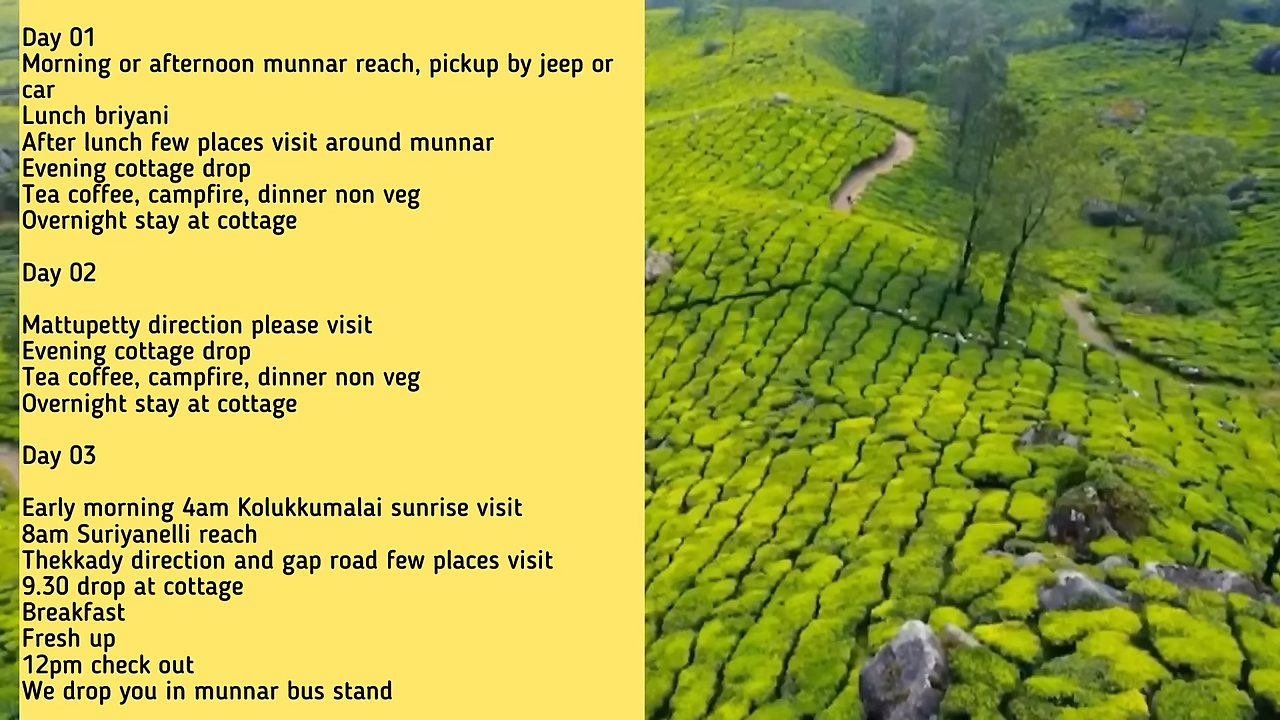 Day 01
Morning or afternoon munnar reach, pickup by jeep or
car
Lunch briyani
After lunch few places visit around munnar
Evening cottage drop
Tea coffee, campfire, dinner non veg
Overnight stay at cottage
Day 02
Mattupetty direction please visit
Evening cottage drop
Tea coffee, campfire, dinner non veg
Overnight stay at cottage
Day 03
Early morning 4am Kolukkumalai sunrise visit
8am Suriyanelli reach
Thekkady direction and gap road few places visit
9.30 drop at cottage
Breakfast
Fresh up
12pm check out
We drop you in munnar bus stand